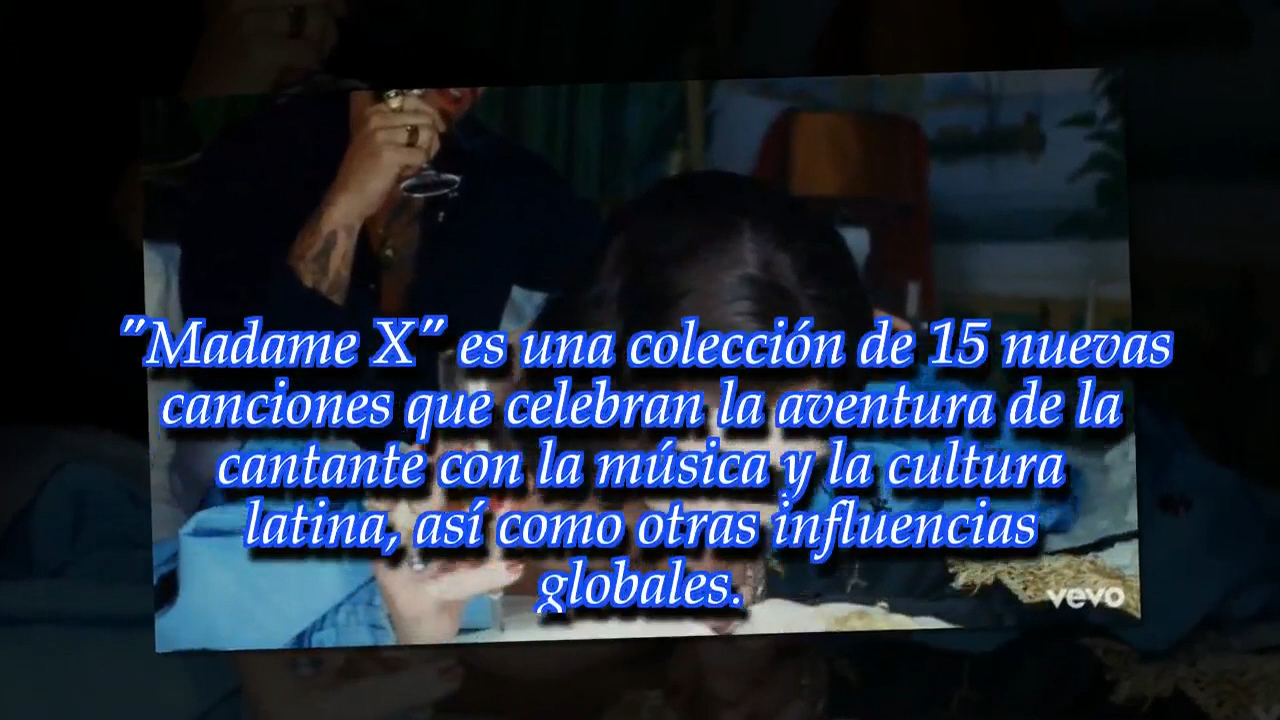 "Madame X" es una colección de 15 nuevas
canciones que celebran la aventura de la
cantante con la música y la cultura
latina, así como otras influencias
globales.
vevo